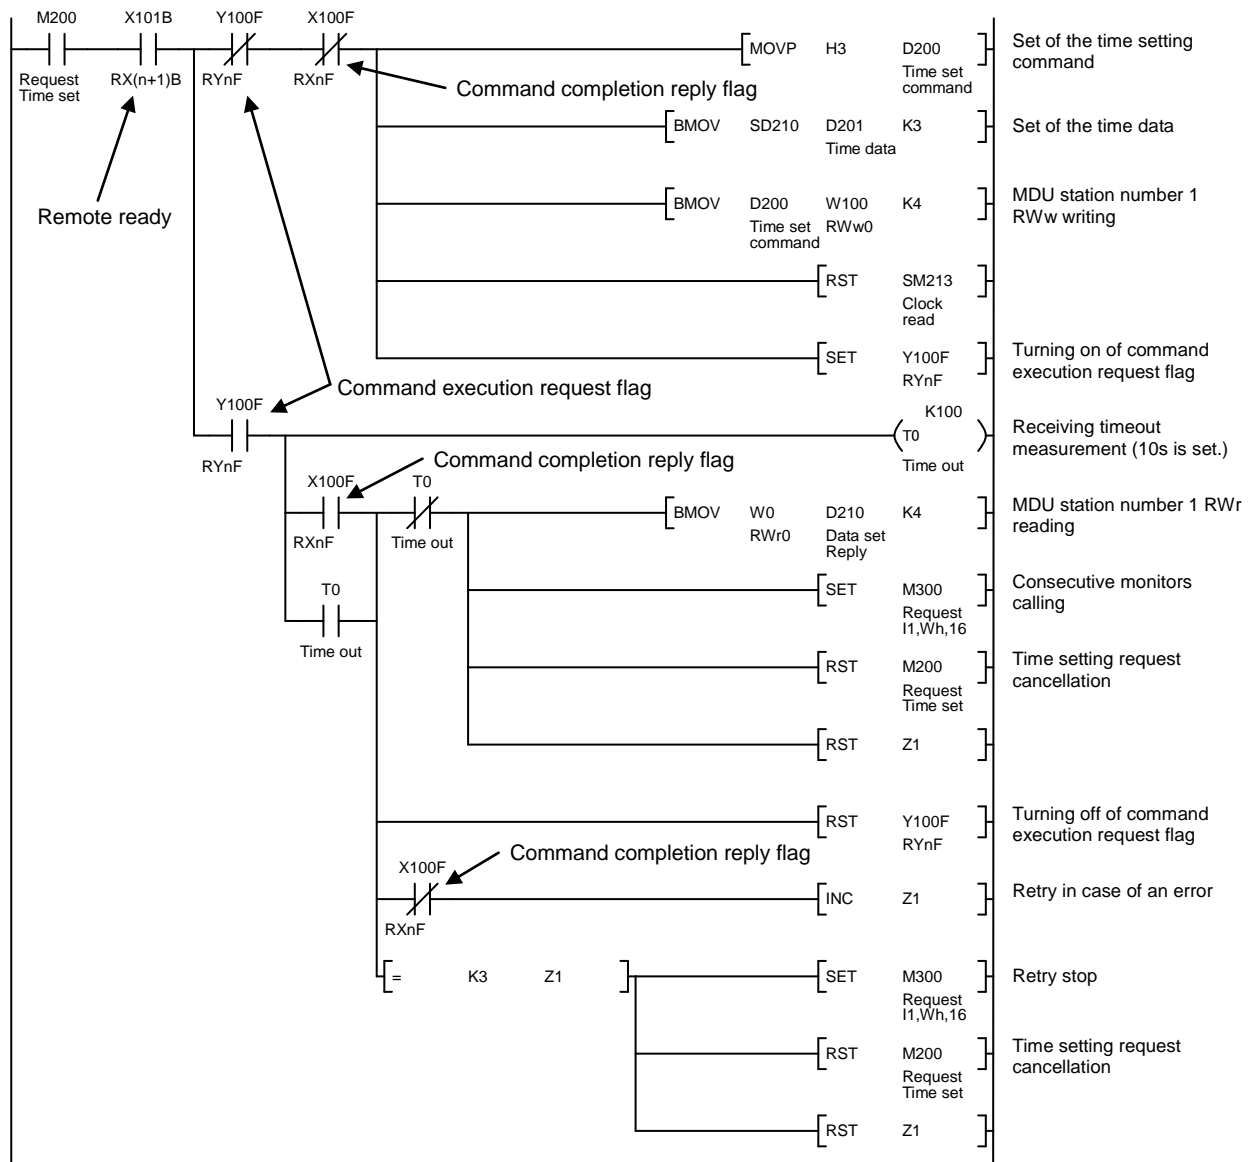 M200 X101B Y100F X100F
MOVP H3 D200 Set of the time setting
command
Request
Time set RX(n+1)B RYnF RXnF Time set
command
Command completion reply flag
BMOV SD210 D201 K3 Set of the time data
Time data
Remote ready
BMOV D200 W100 K4 MDU station number 1
RWw writing
Time set
command RWw0
RST SM213
Clock
read
SET Y100F Turning on of command
execution request flag
RYnF
Command execution request flag
Y100F K100
T0 Receiving timeout
measurement (10s is set.)
RYnF Time out
Command completion reply flag
X100F T0
BMOV W0 D210 K4 MDU station number 1 RWr
reading
RXnF Time out RWr0 Data set
Reply
T0 SET M300 Consecutive monitors
calling
Request
I1,Wh,16
Time out
RST M200 Time setting request
cancellation
Request
Time set
RST Z1
RST Y100F Turning off of command
execution request flag
RYnF
Command completion reply flag
X100F
INC Z1 Retry in case of an error
RXnF
= K3 Z1 SET M300 Retry stop
Request
I1,Wh,16
RST M200 Time setting request
cancellation
Request
Time set
RST Z1